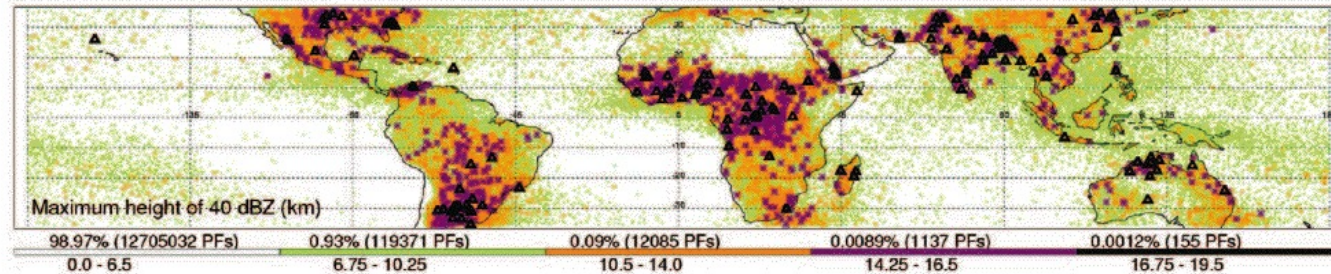 Maximum height of 40 dBZ (km)
98.97% (12705032 PFs) 0.93% (119371 PFs) 0.09% (12085 PFs) 0.0089% (1137 PFs) 0.0012% (155 PFs)
0.0 - 6.5 6.75 - 10.25 10.5 - 14.0 14.25 - 16.5 16.75 - 19.5